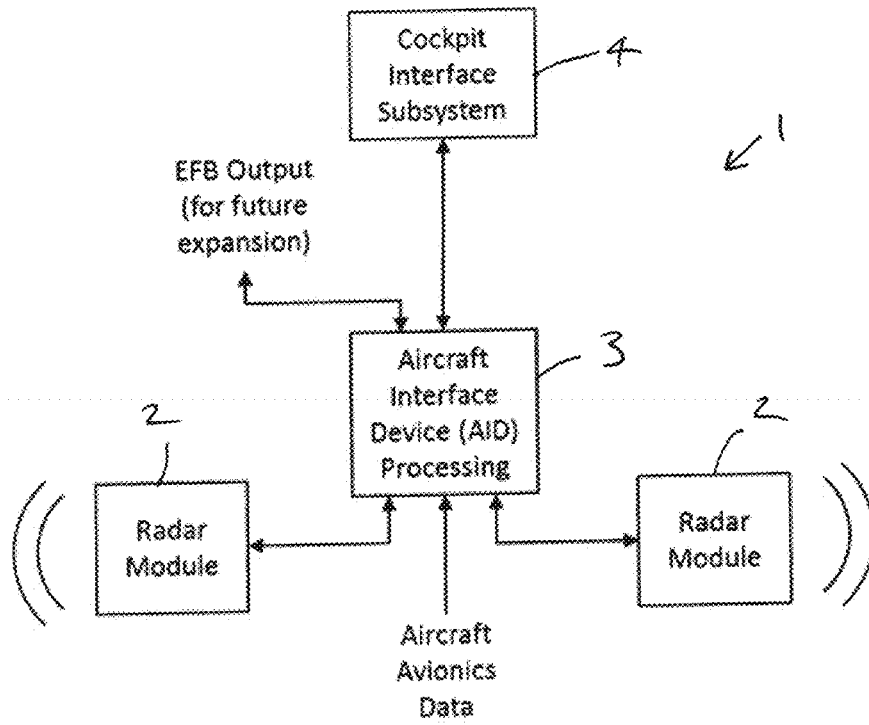 Cockpit
Interface
Subsystem
4
1
EFB Output
(for future
expansion)
Aircraft
Interface
Device (AID)
Processing
3
2
Radar
Module
2
Radar
Module
Aircraft
Avionics
Data